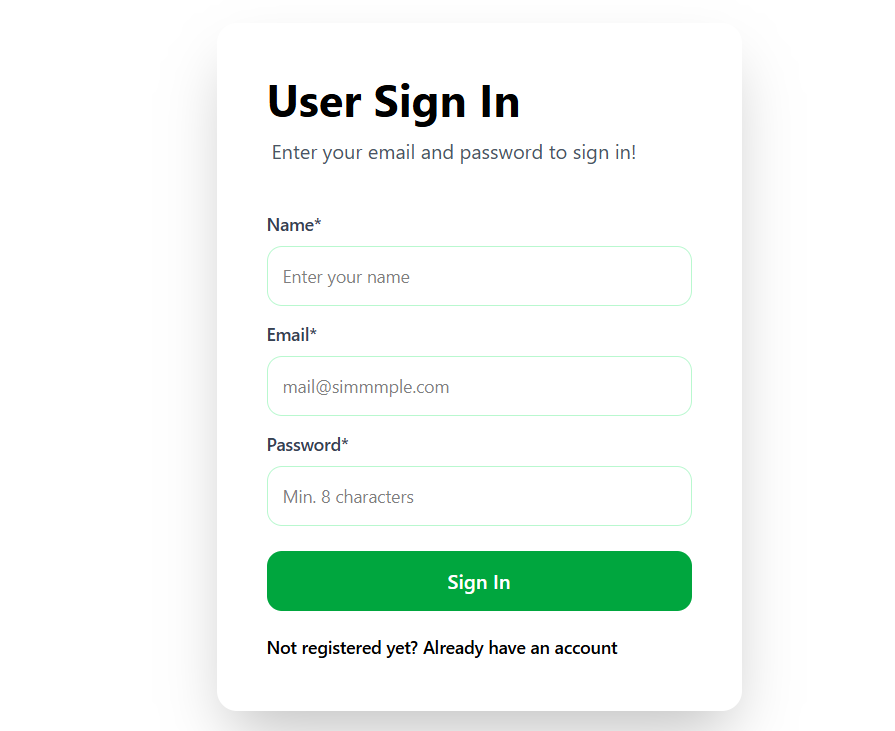 User Sign In
Enter your email and password to sign in!
Name*
Enter your name
Email*
mail@simmmple.com
Password*
Min. 8 characters
Sign In
Not registered yet? Already have an account